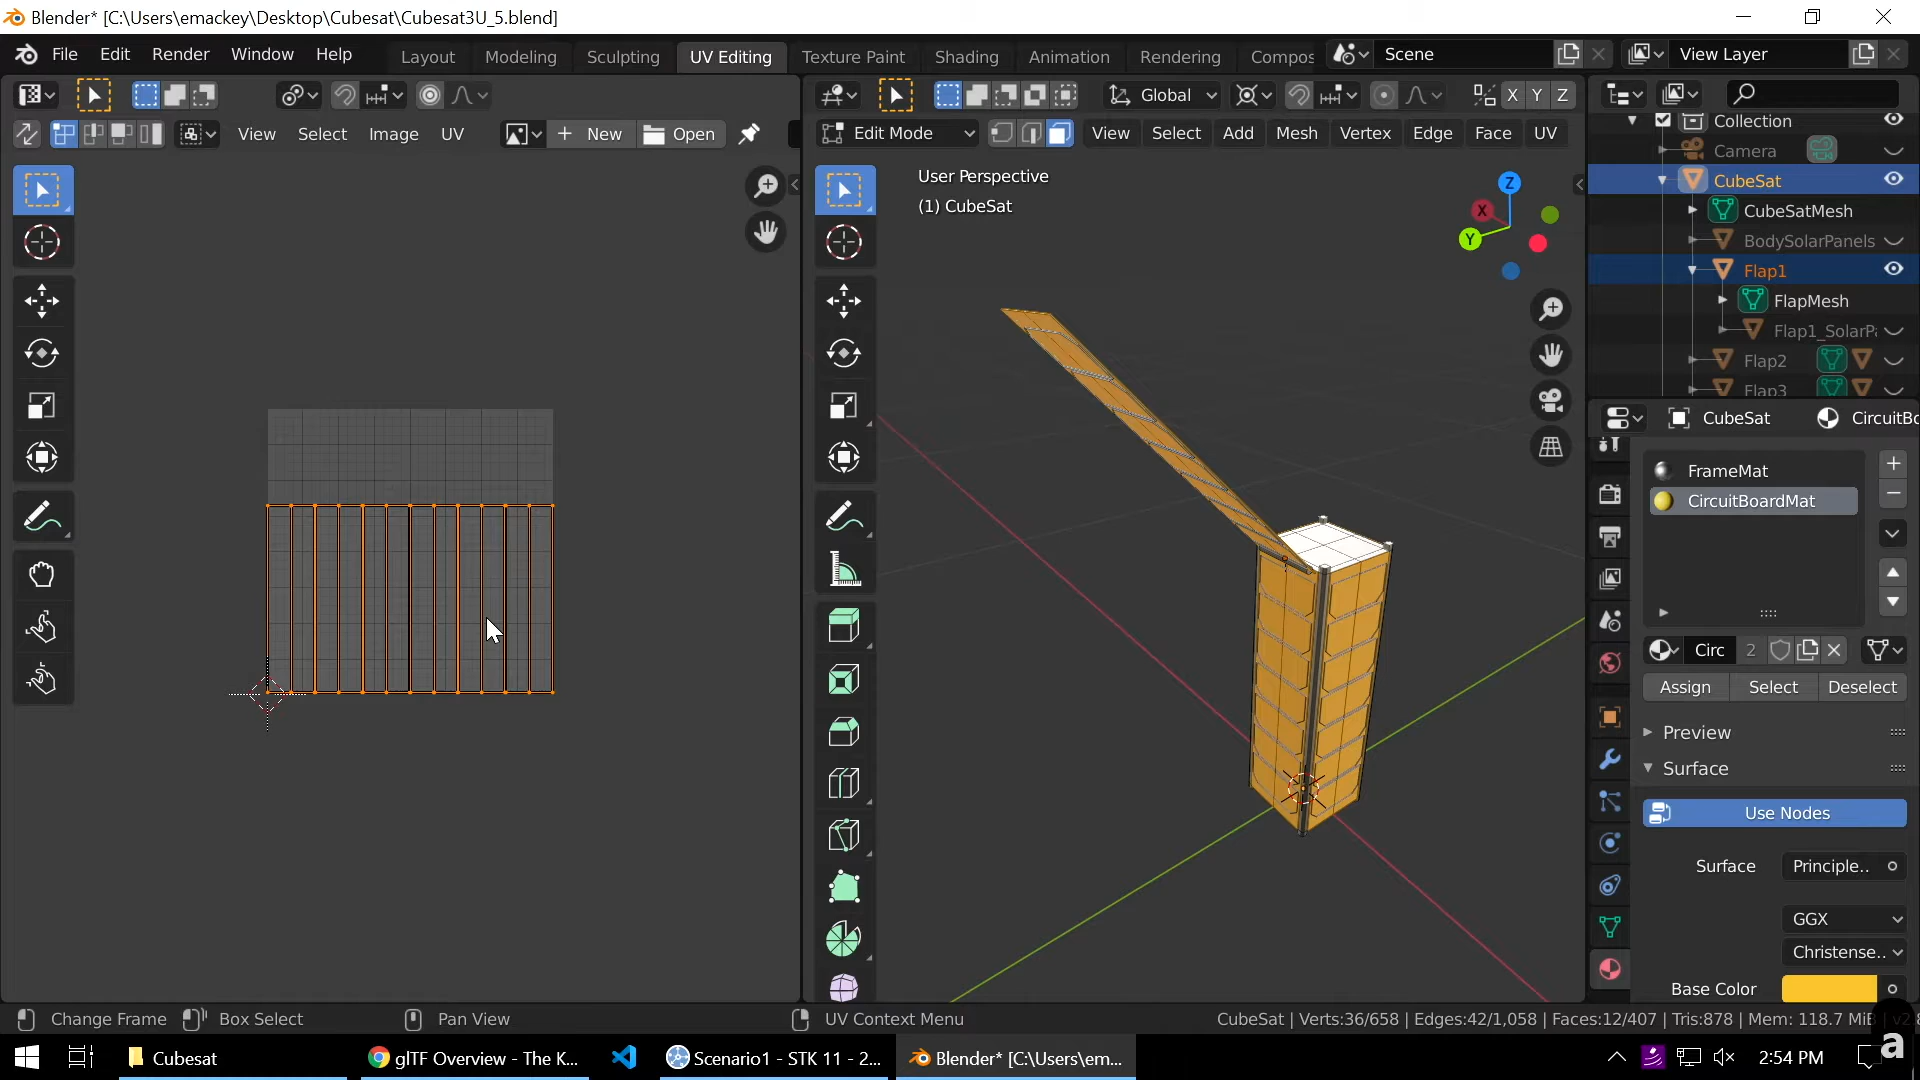 Blender* [C:\Users\emackey\Desktop\Cubesat\Cubesat3U_5.blend]
File Edit Render Window Help Layout Modeling Sculpting UV Editing Texture Paint Shading Animation Rendering Compos Scene View Layer
Global X Y Z
View Select Image UV New Open Edit Mode View Select Add Mesh Vertex Edge Face UV
Collection
Camera
CubeSat
CubeSatMesh
BodySolarPanels
Flap1
FlapMesh
Flap1_SolarPa
Flap2
Flap3
User Perspective
(1) CubeSat
Z
X
Y
CubeSat CircuitBo
FrameMat
CircuitBoardMat
Circ 2
Assign Select Deselect
Preview
Surface
Use Nodes
Surface Principle..
GGX
Christense..
Base Color
Change Frame Box Select Pan View UV Context Menu CubeSat | Verts:36/658 | Edges:42/1,058 | Faces:12/407 | Tris:878 | Mem: 118.7 MiB | v2.8
a
Cubesat glTF Overview - The K... Scenario1 - STK 11 - 2... Blender* [C:\Users\em... 2:54 PM